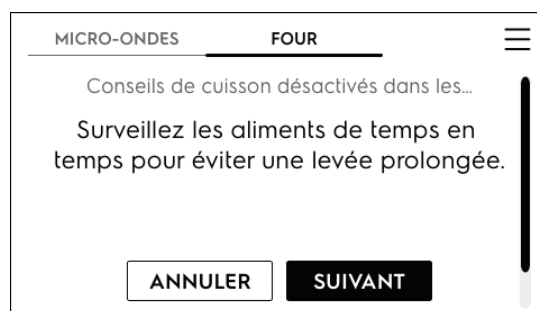 MICRO-ONDES FOUR
Conseils de cuisson désactivés dans les...
Surveillez les aliments de temps en
temps pour éviter une levée prolongée.
ANNULER SUIVANT